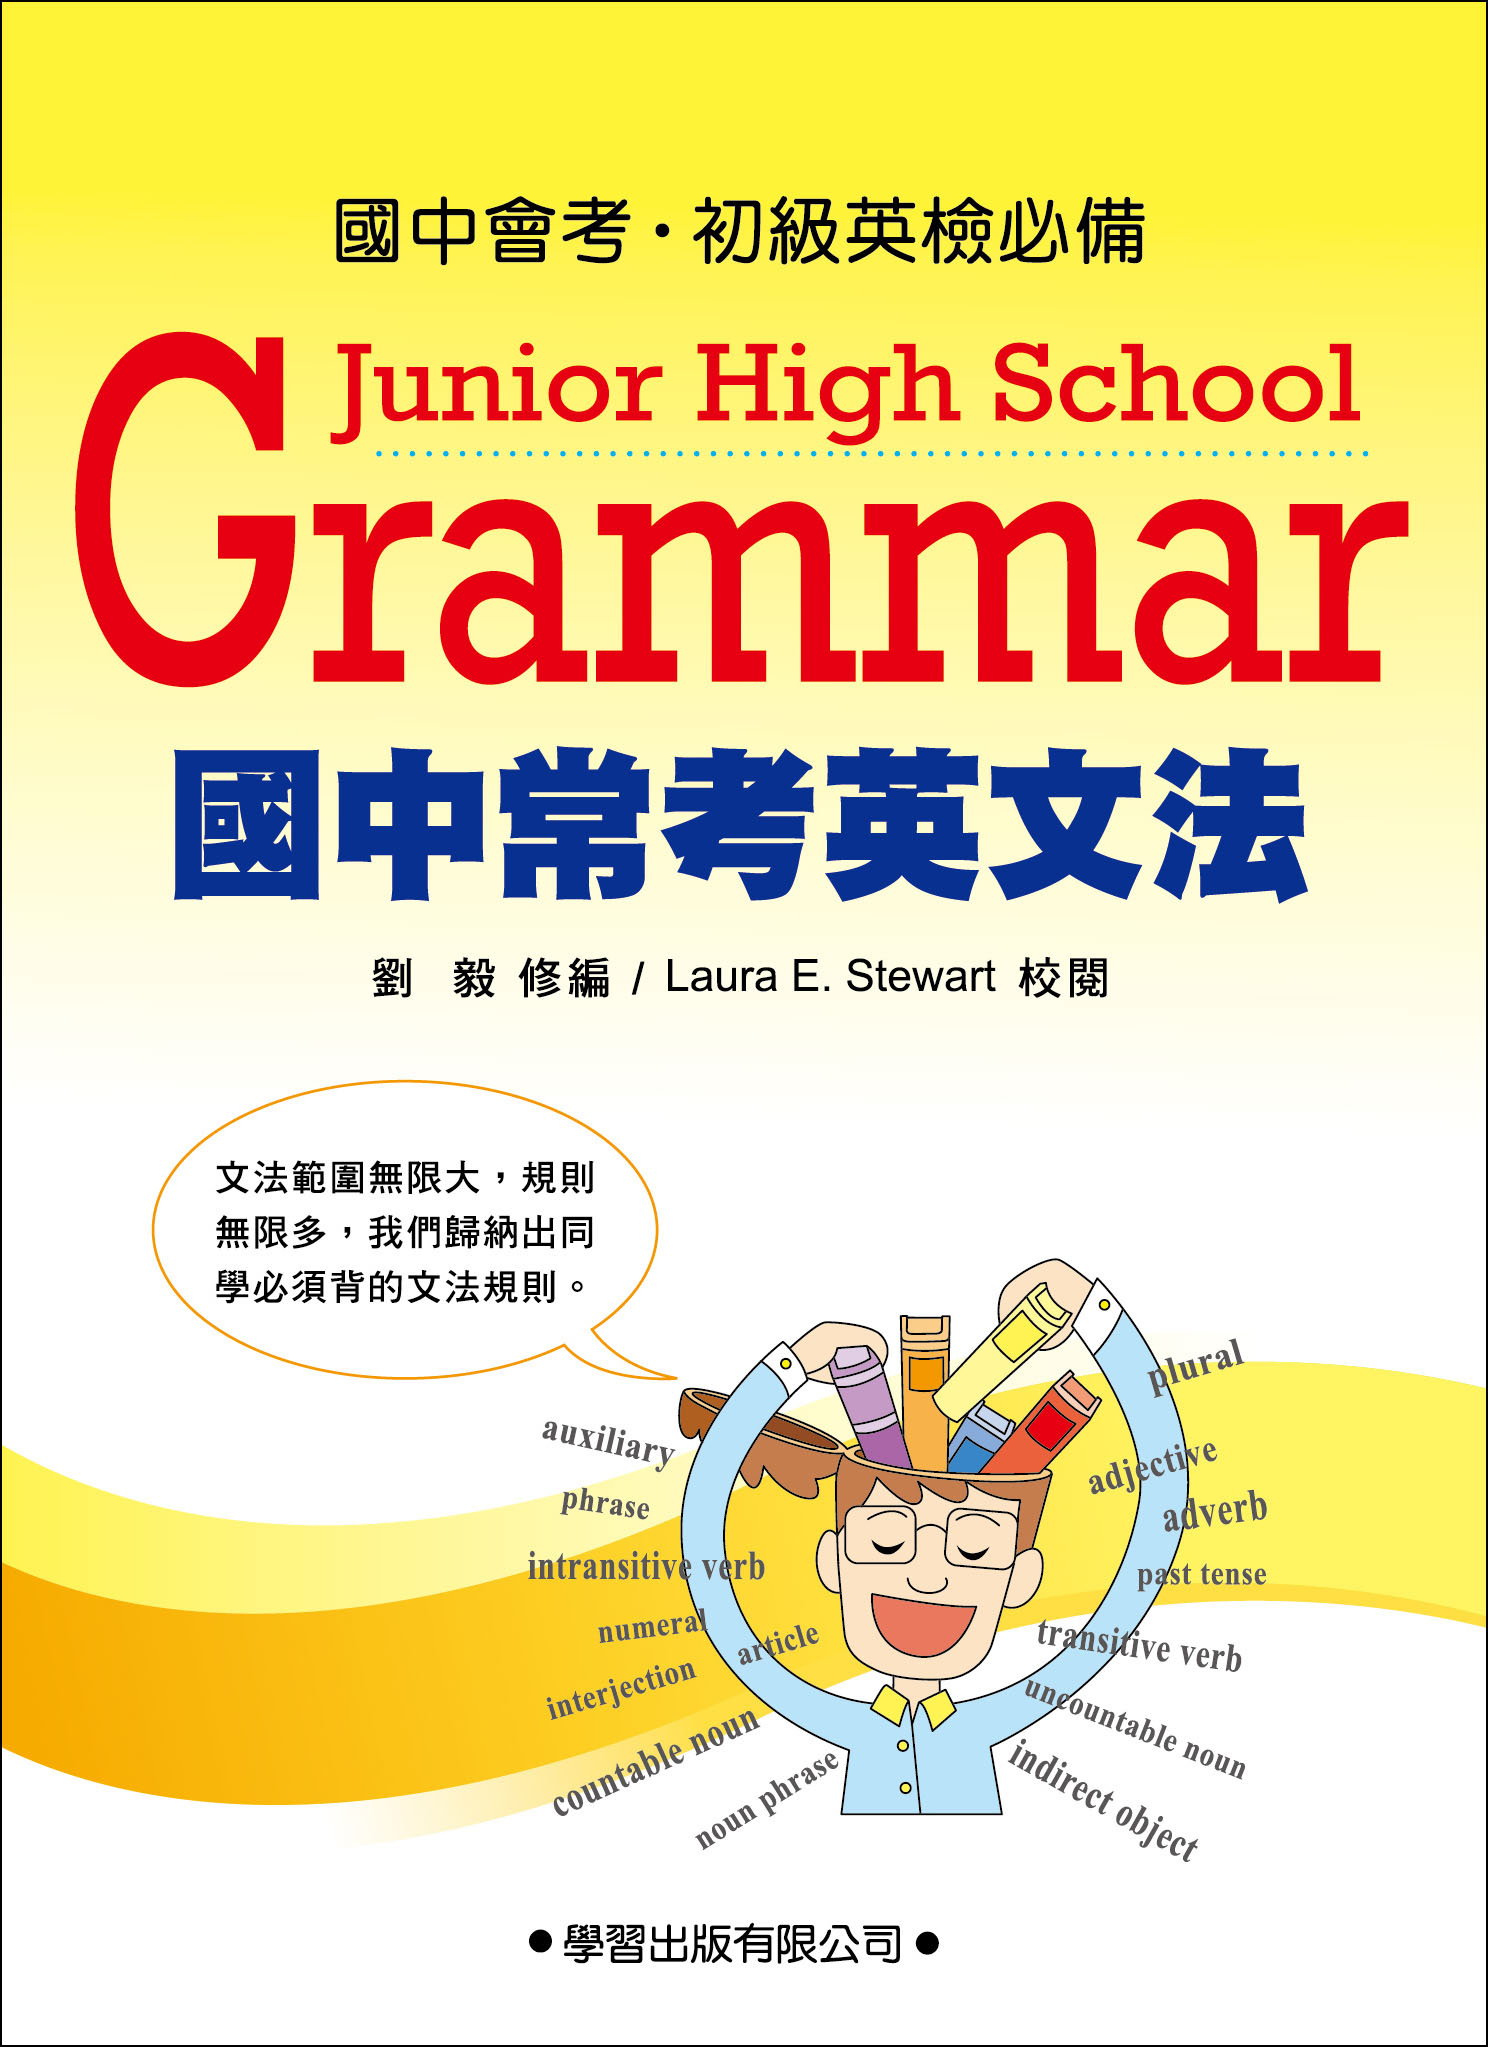 國中會考・初級英檢必備
Junior High School
Grammar
國中常考英文法
劉 毅 修編 / Laura E. Stewart 校閱
文法範圍無限大，規則
無限多，我們歸納出同
學必須背的文法規則。
plural
auxiliary
adjective
phrase
adverb
intransitive verb
past tense
numeral
article
transitive verb
interjection
uncountable noun
countable noun
noun phrase
indirect object
● 學習出版有限公司 ●